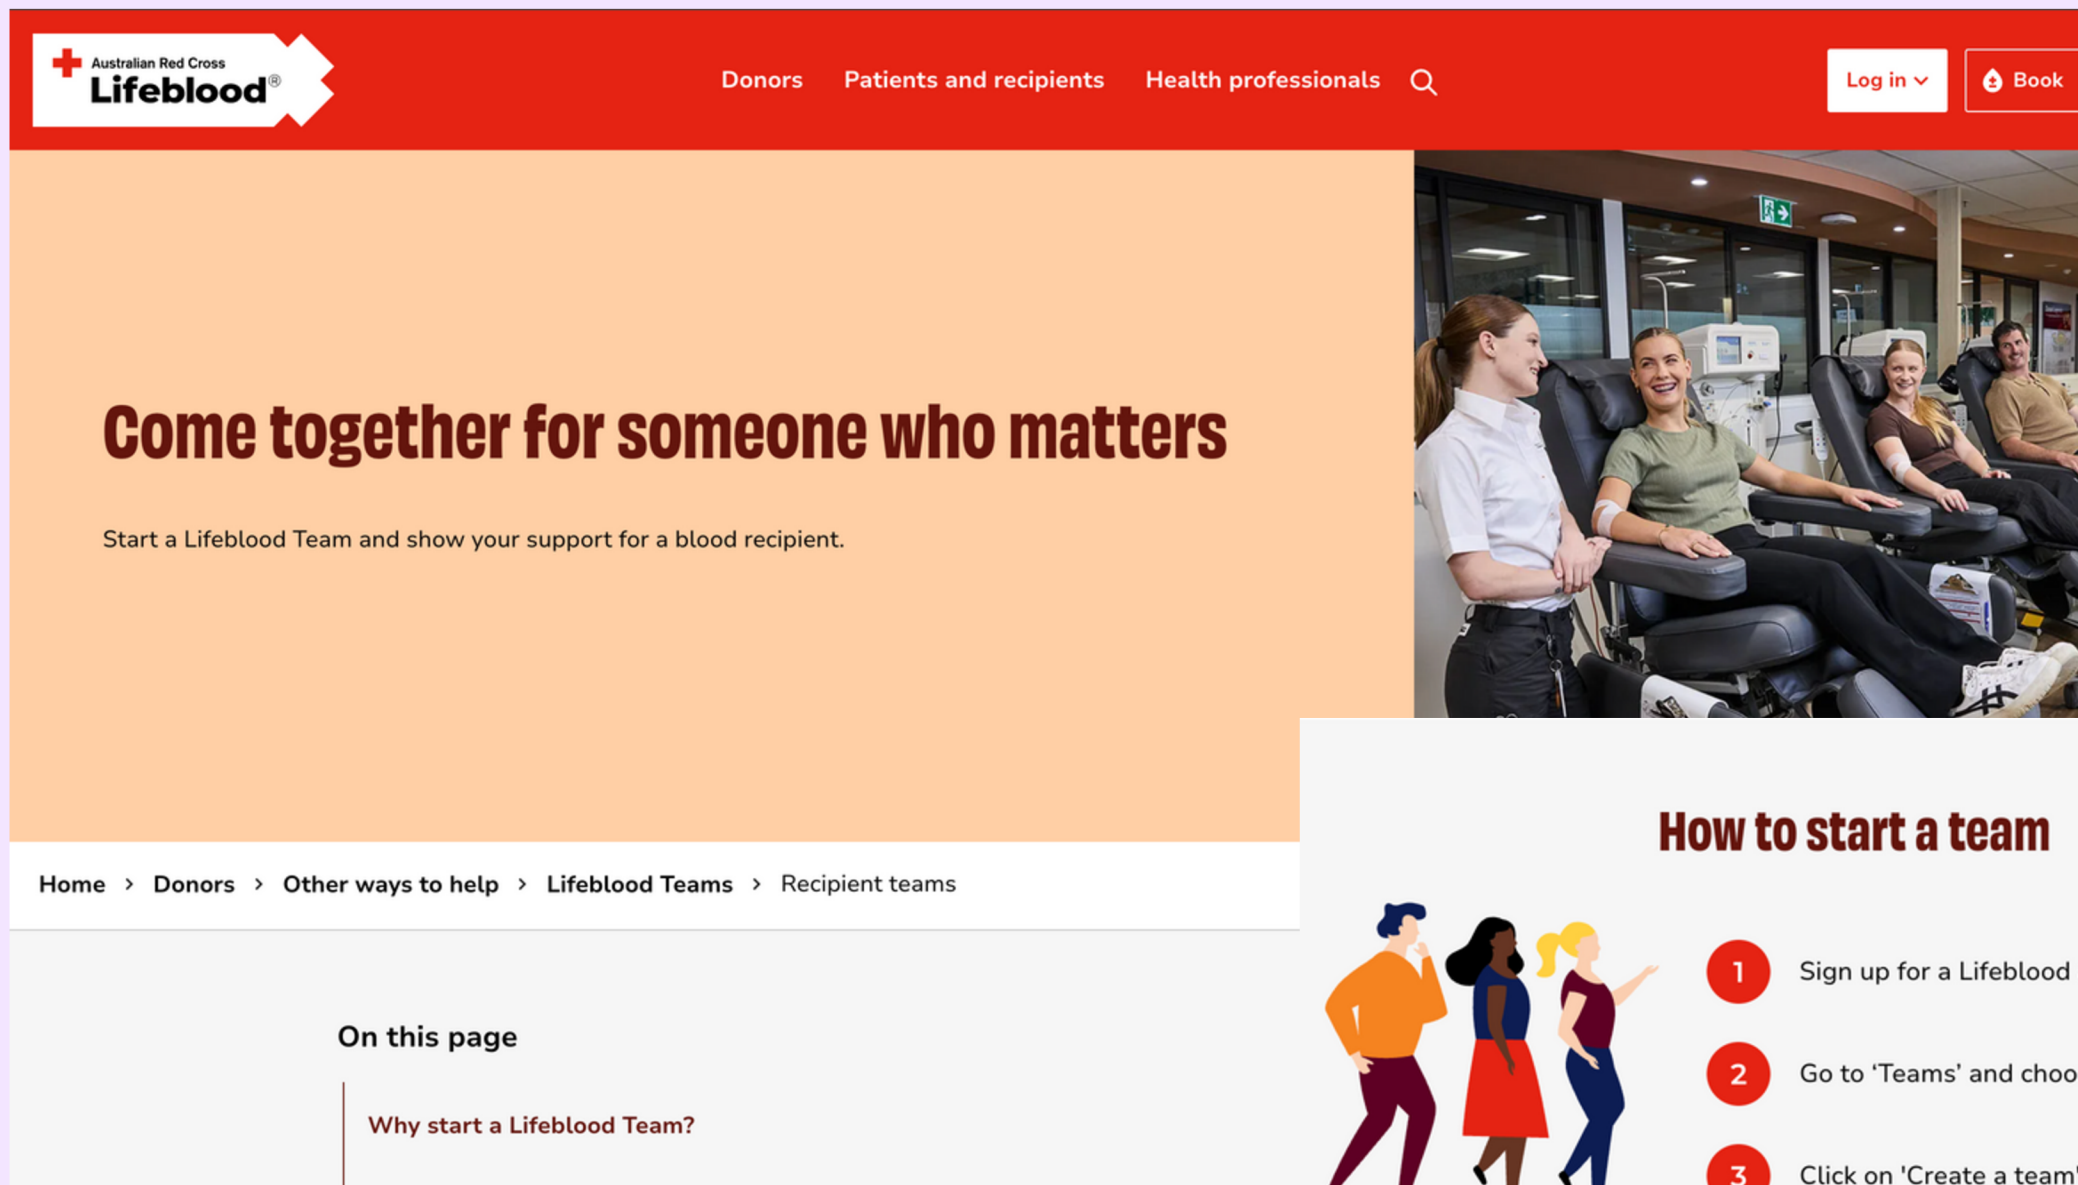 Australian Red Cross
Lifeblood®
Donors
Patients and recipients
Health professionals
Log in
Book
Come together for someone who matters
Start a Lifeblood Team and show your support for a blood recipient.
Home > Donors > Other ways to help > Lifeblood Teams > Recipient teams
On this page
Why start a Lifeblood Team?
How to start a team
1 Sign up for a Lifeblood
2 Go to ‘Teams’ and choo
3 Click on 'Create a team'